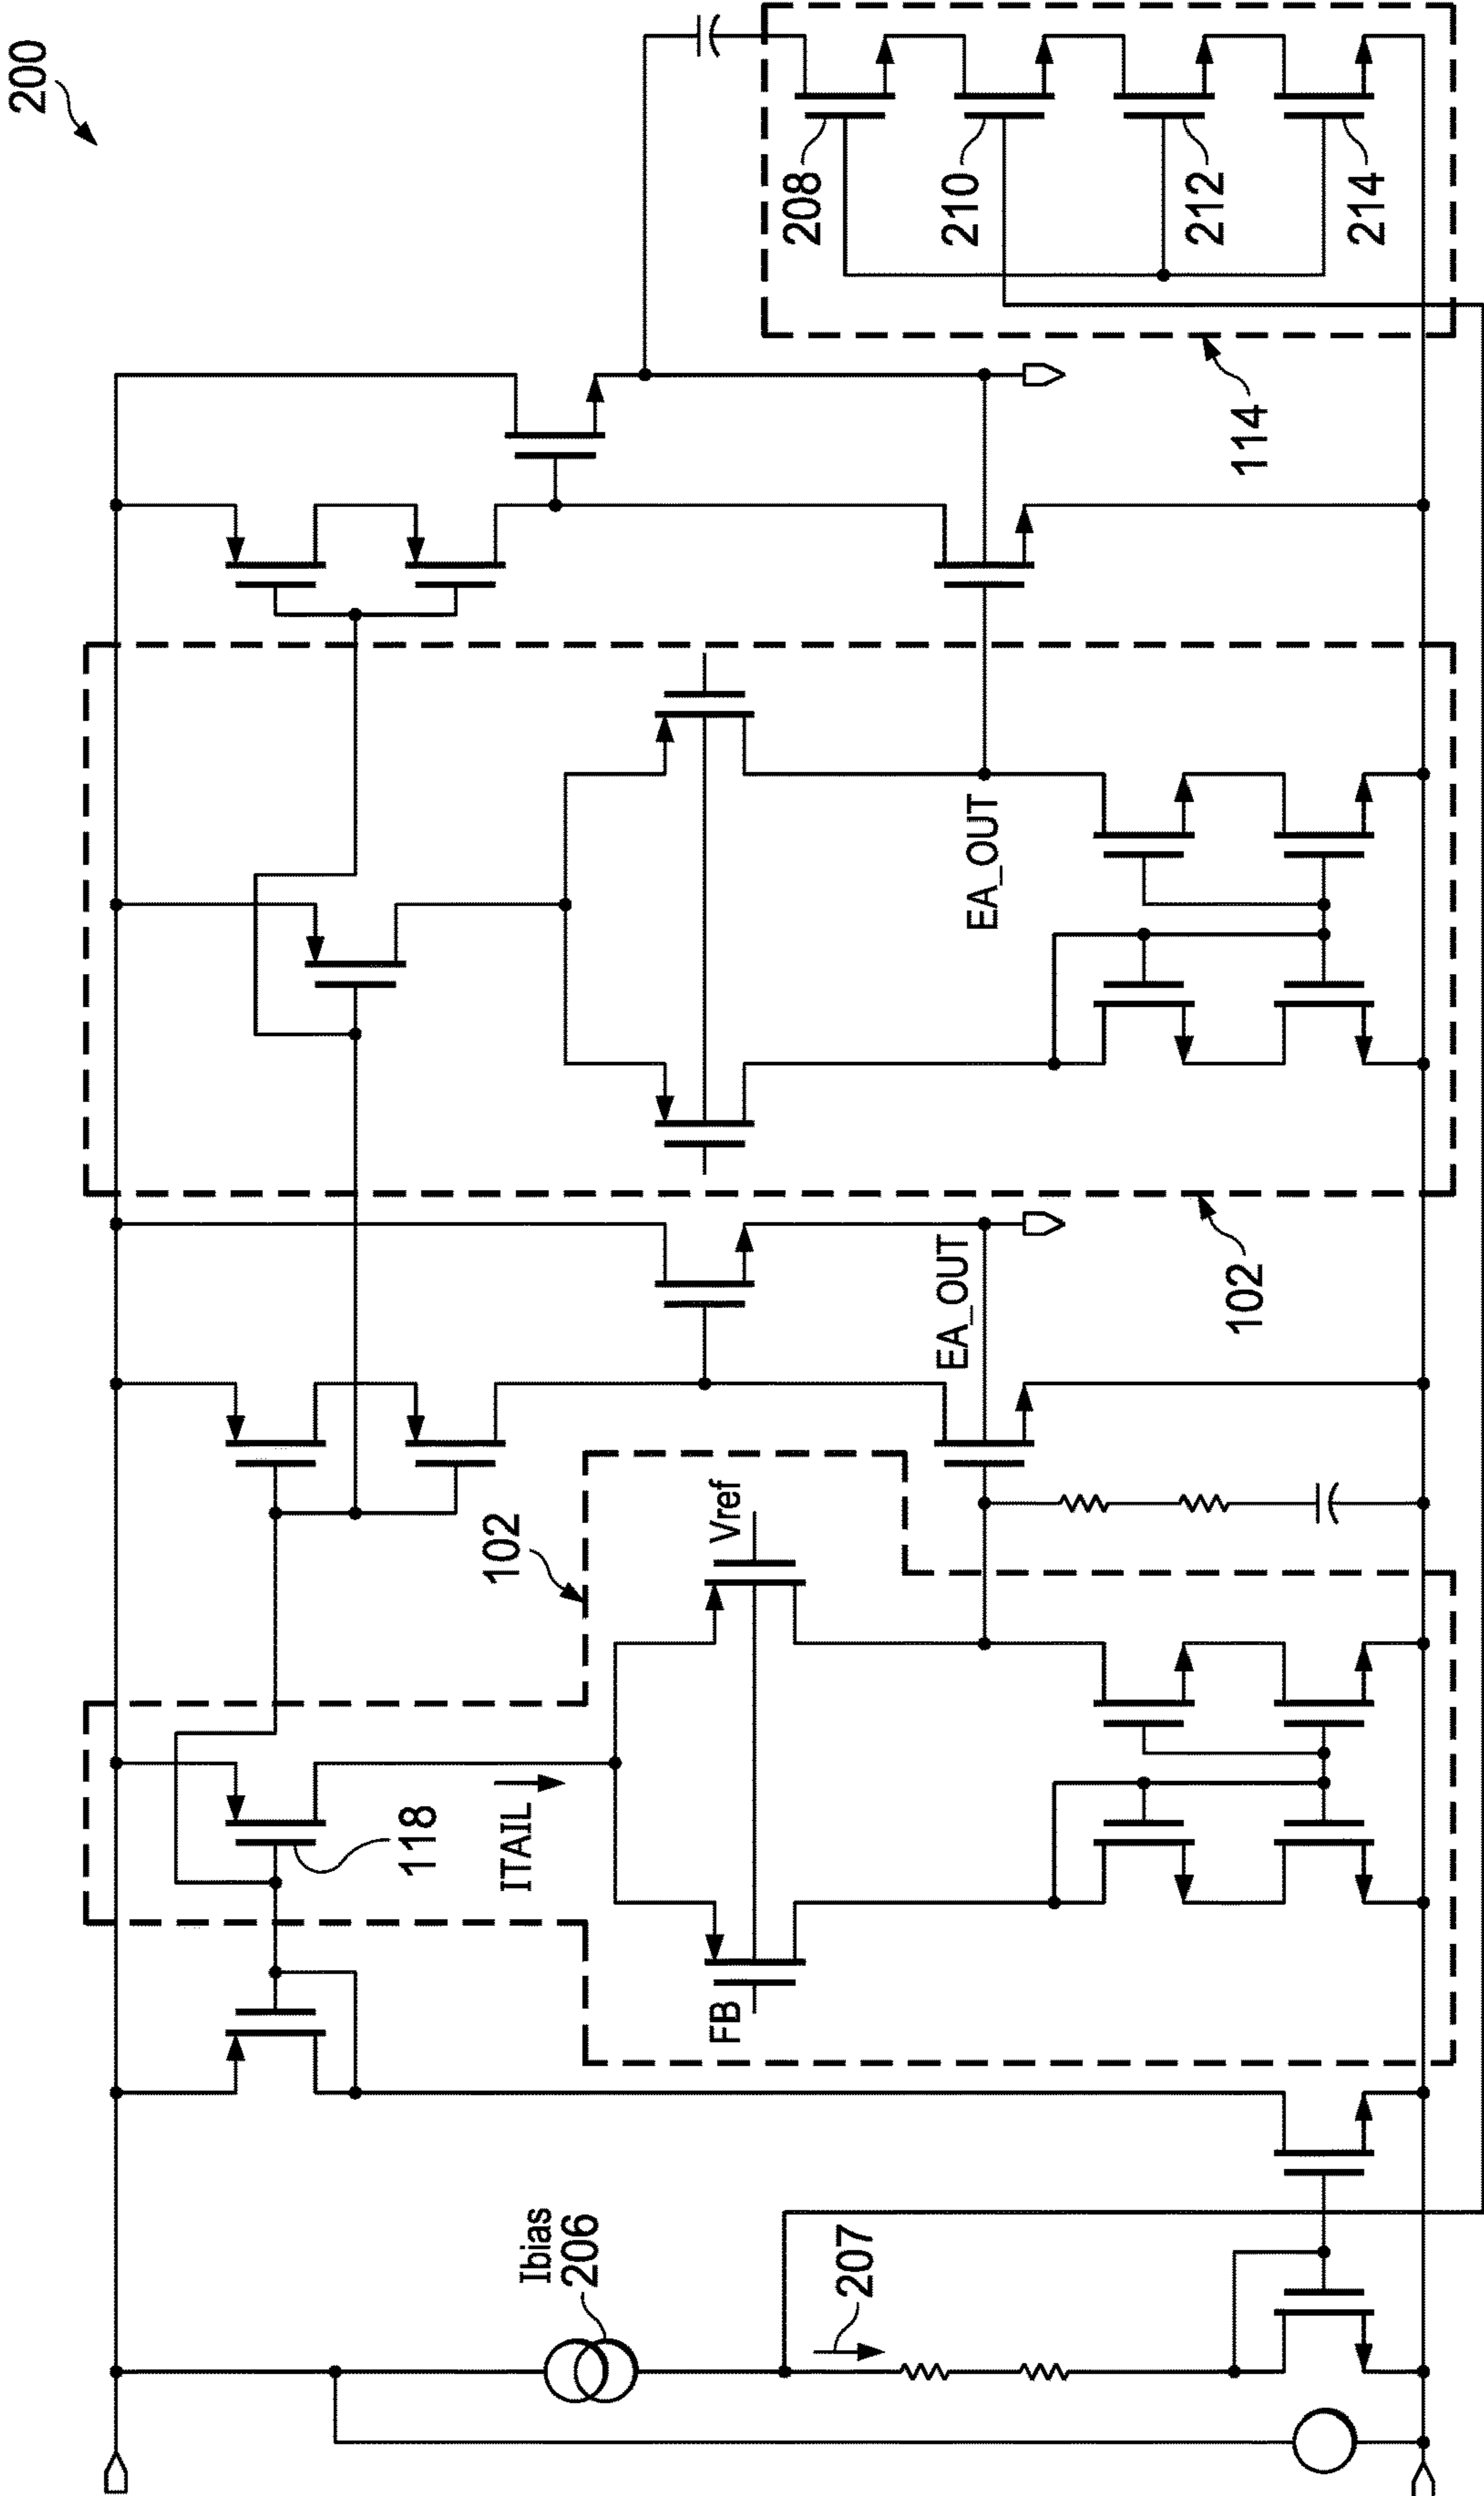 200
Ibias
206
207
118
ITAIL
FB
Vref
102
EA_OUT
102
EA_OUT
114
208
210
212
214